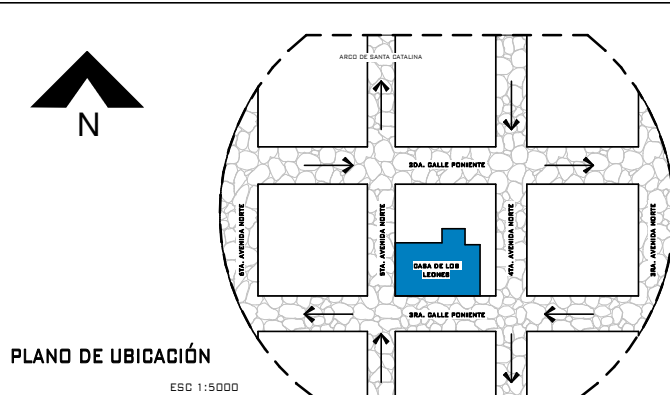 ARCO DE SANTA CATALINA
N
2DA. CALLE PONIENTE
6TA. AVENIDA NORTE
5TA. AVENIDA NORTE
4TA. AVENIDA NORTE
3RA. AVENIDA NORTE
CASA DE LOS
LEONES
3RA. CALLE PONIENTE
PLANO DE UBICACIÓN
ESC 1:5000